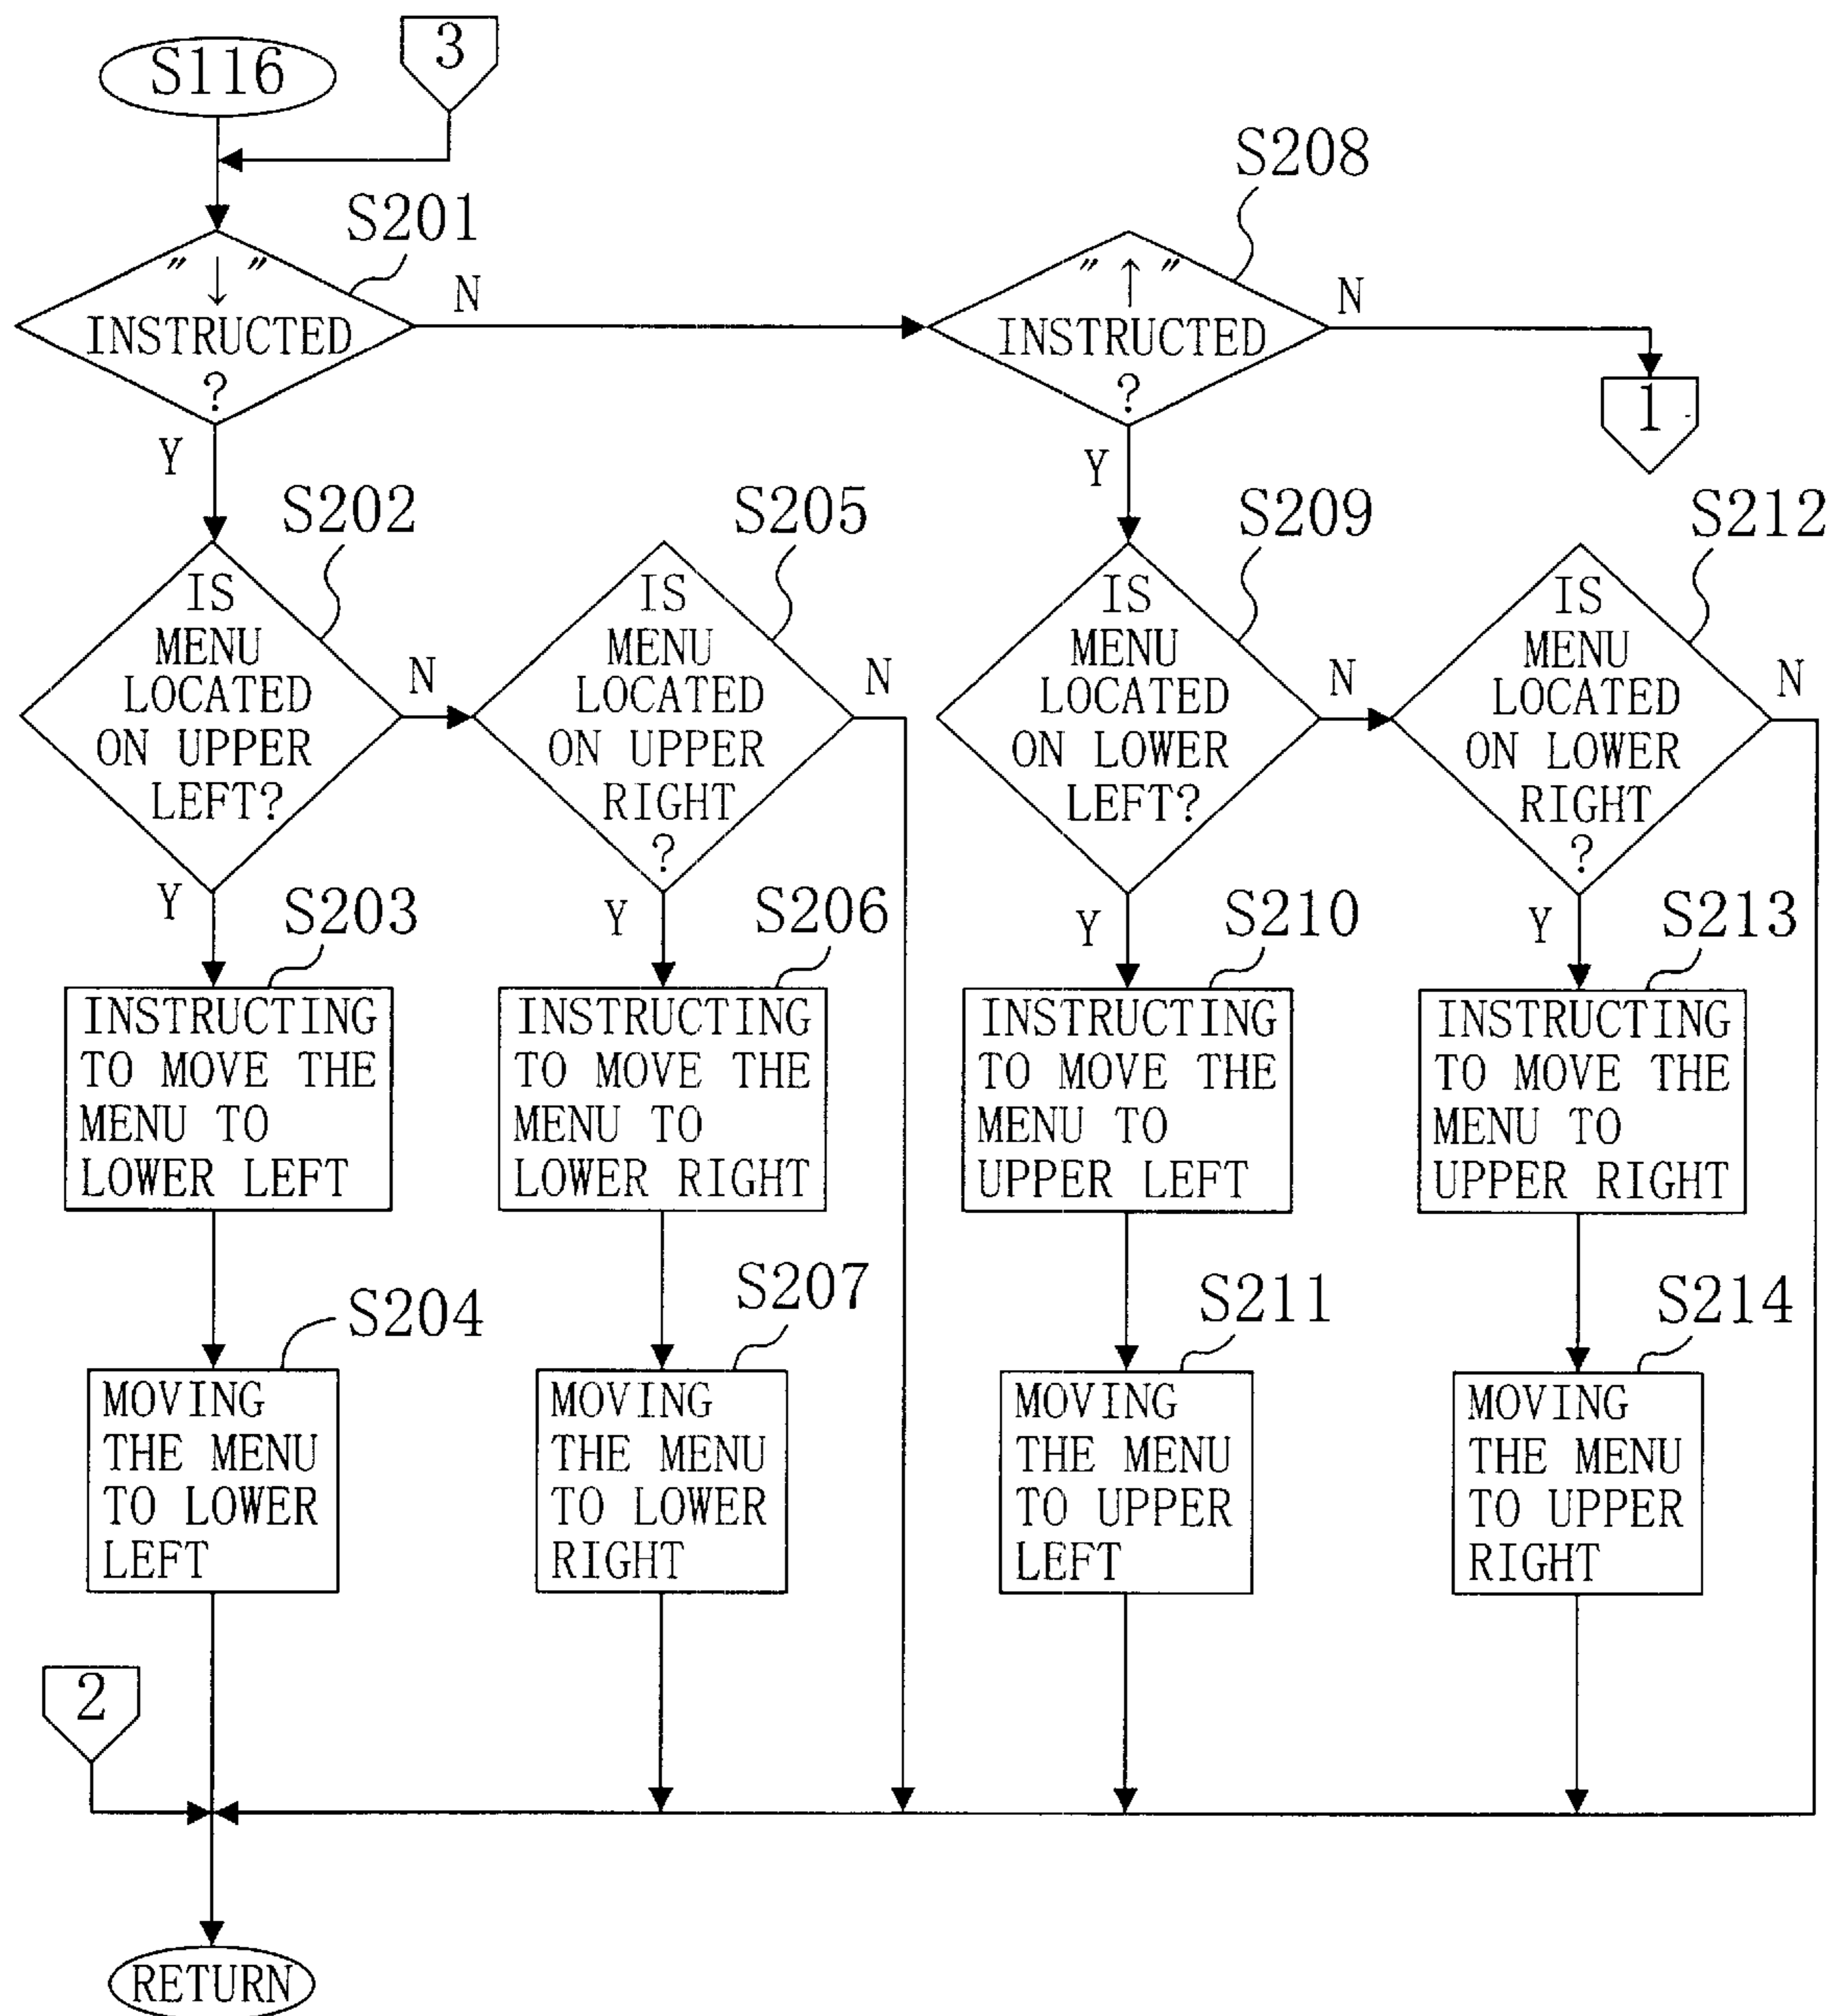 S116
3
S201
" ↓ "
INSTRUCTED
?
N
Y
S208
" ↑ "
INSTRUCTED
?
N
Y
1
S202
IS
MENU
LOCATED
ON UPPER
LEFT?
N
Y
S205
IS
MENU
LOCATED
ON UPPER
RIGHT
?
N
Y
S209
IS
MENU
LOCATED
ON LOWER
LEFT?
N
Y
S212
IS
MENU
LOCATED
ON LOWER
RIGHT
?
N
Y
S203
INSTRUCTING
TO MOVE THE
MENU TO
LOWER LEFT
S206
INSTRUCTING
TO MOVE THE
MENU TO
LOWER RIGHT
S210
INSTRUCTING
TO MOVE THE
MENU TO
UPPER LEFT
S213
INSTRUCTING
TO MOVE THE
MENU TO
UPPER RIGHT
S204
MOVING
THE MENU
TO LOWER
LEFT
S207
MOVING
THE MENU
TO LOWER
RIGHT
S211
MOVING
THE MENU
TO UPPER
LEFT
S214
MOVING
THE MENU
TO UPPER
RIGHT
2
RETURN